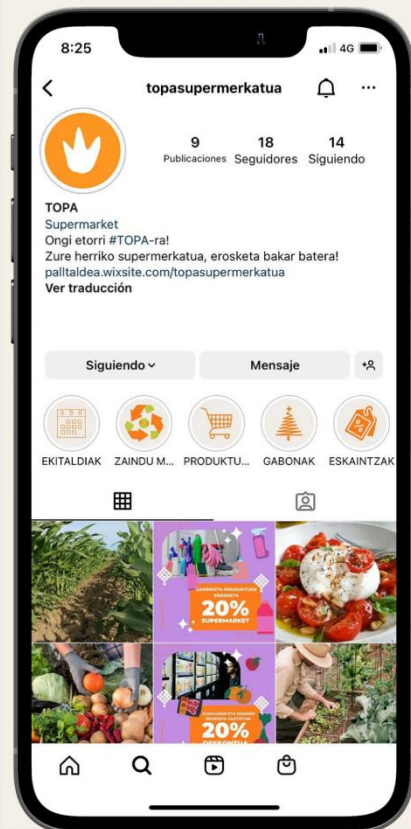 8:25
4G
topasupermerkatua
9 18 14
Publicaciones Seguidores Siguiendo
TOPA
Supermarket
Ongi etorri #TOPA-ra!
Zure herriko supermerkatua, erosketa bakar batera!
palltaldea.wixsite.com/topasupermerkatua
Ver traducción
Siguiendo
Mensaje
EKITALDIAK ZAINDU M... PRODUKTU... GABONAK ESKAINTZAK
20%
SUPERMARKET
20%